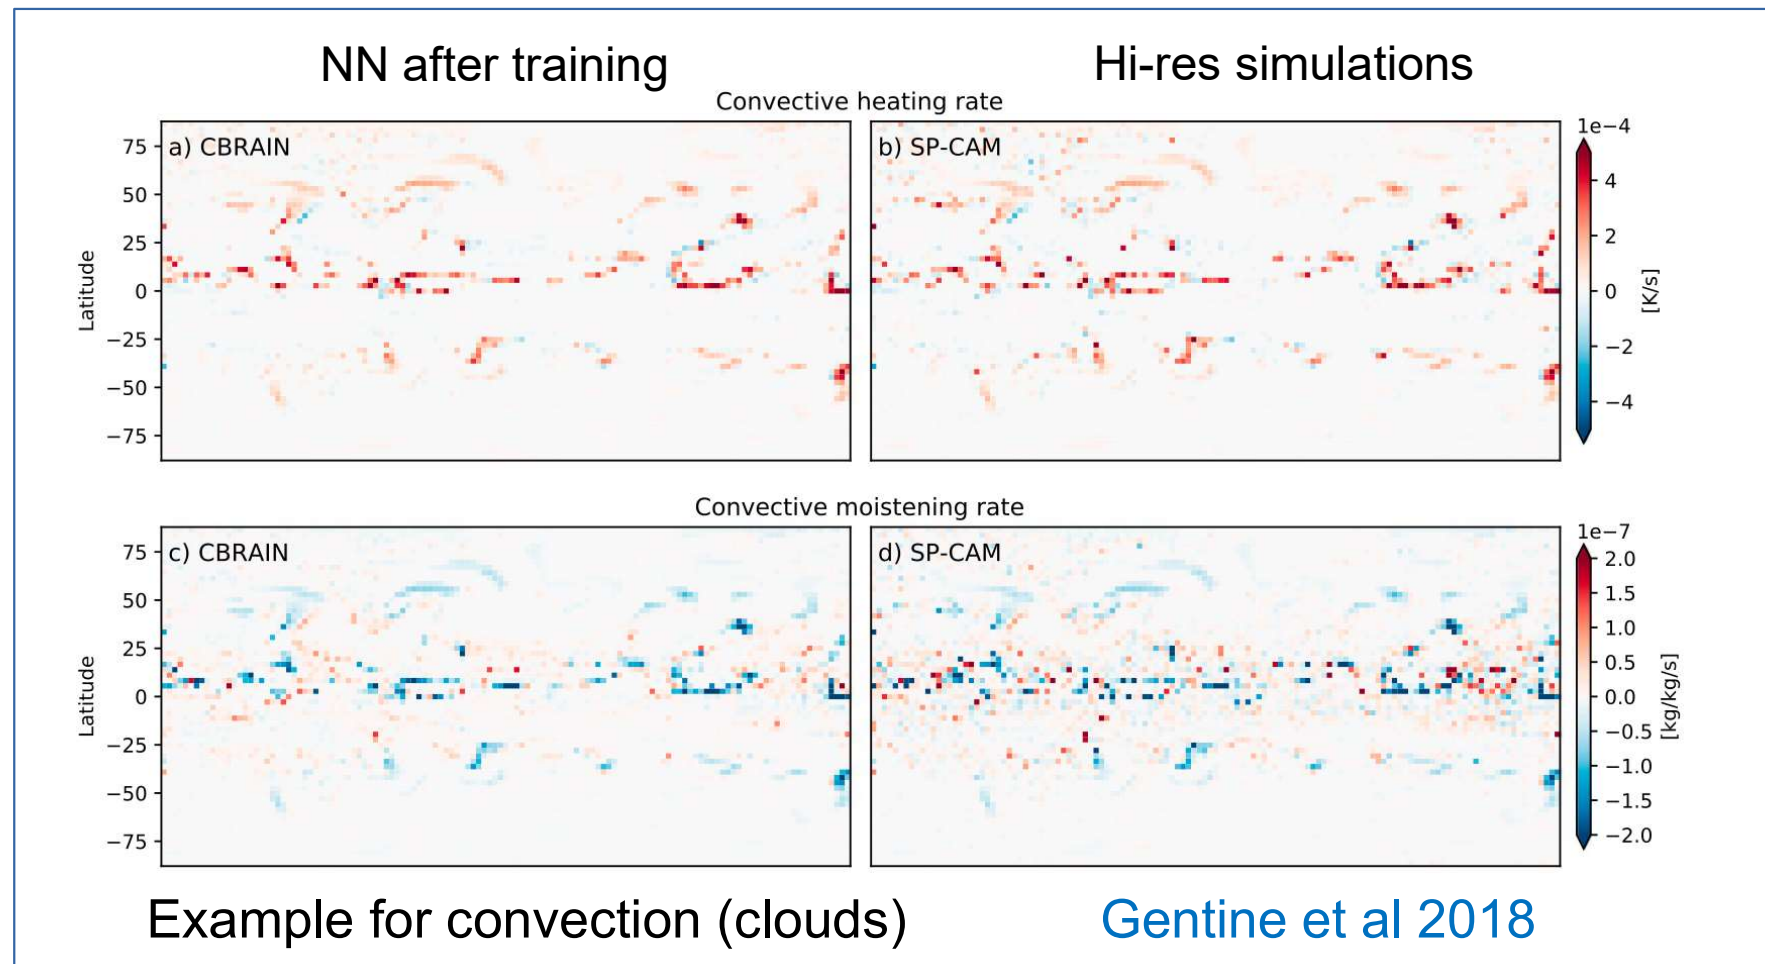 NN after training
Hi-res simulations
Convective heating rate
a) CBRAIN
b) SP-CAM
1e−4
75
50
25
0
−25
−50
−75
Latitude
4
2
0
−2
−4
[K/s]
Convective moistening rate
c) CBRAIN
d) SP-CAM
1e−7
75
50
25
0
−25
−50
−75
Latitude
2.0
1.5
1.0
0.5
0.0
−0.5
−1.0
−1.5
−2.0
[kg/kg/s]
Example for convection (clouds)
Gentine et al 2018